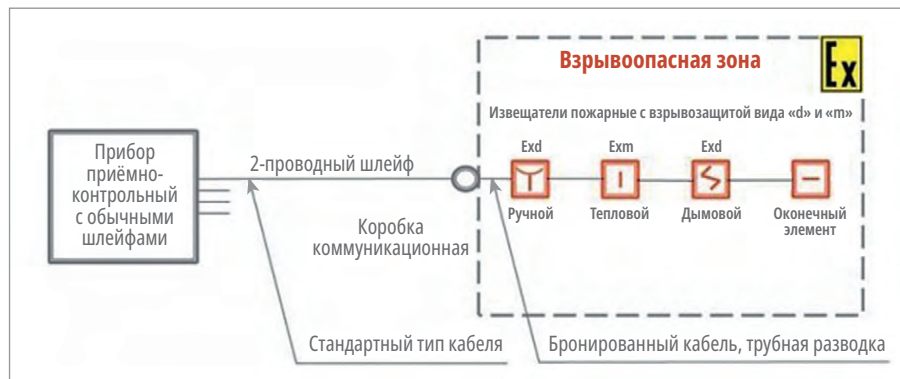 Взрывоопасная зона
Ex
Извещатели пожарные с взрывозащитой вида «d» и «m»
Прибор
приёмно-
контрольный
с обычными
шлейфами
2-проводный шлейф
Коробка
коммуникационная
Exd
Exm
Exd
Ручной
Тепловой
Дымовой
Оконечный
элемент
Стандартный тип кабеля
Бронированный кабель, трубная разводка